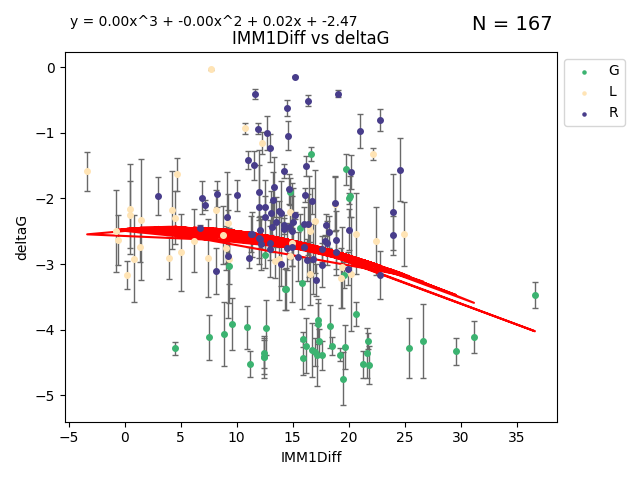 y = 0.00x^3 + -0.00x^2 + 0.02x + -2.47
N = 167
IMM1Diff vs deltaG
G
L
R
deltaG
0
−1
−2
−3
−4
−5
−5 0 5 10 15 20 25 30 35
IMM1Diff